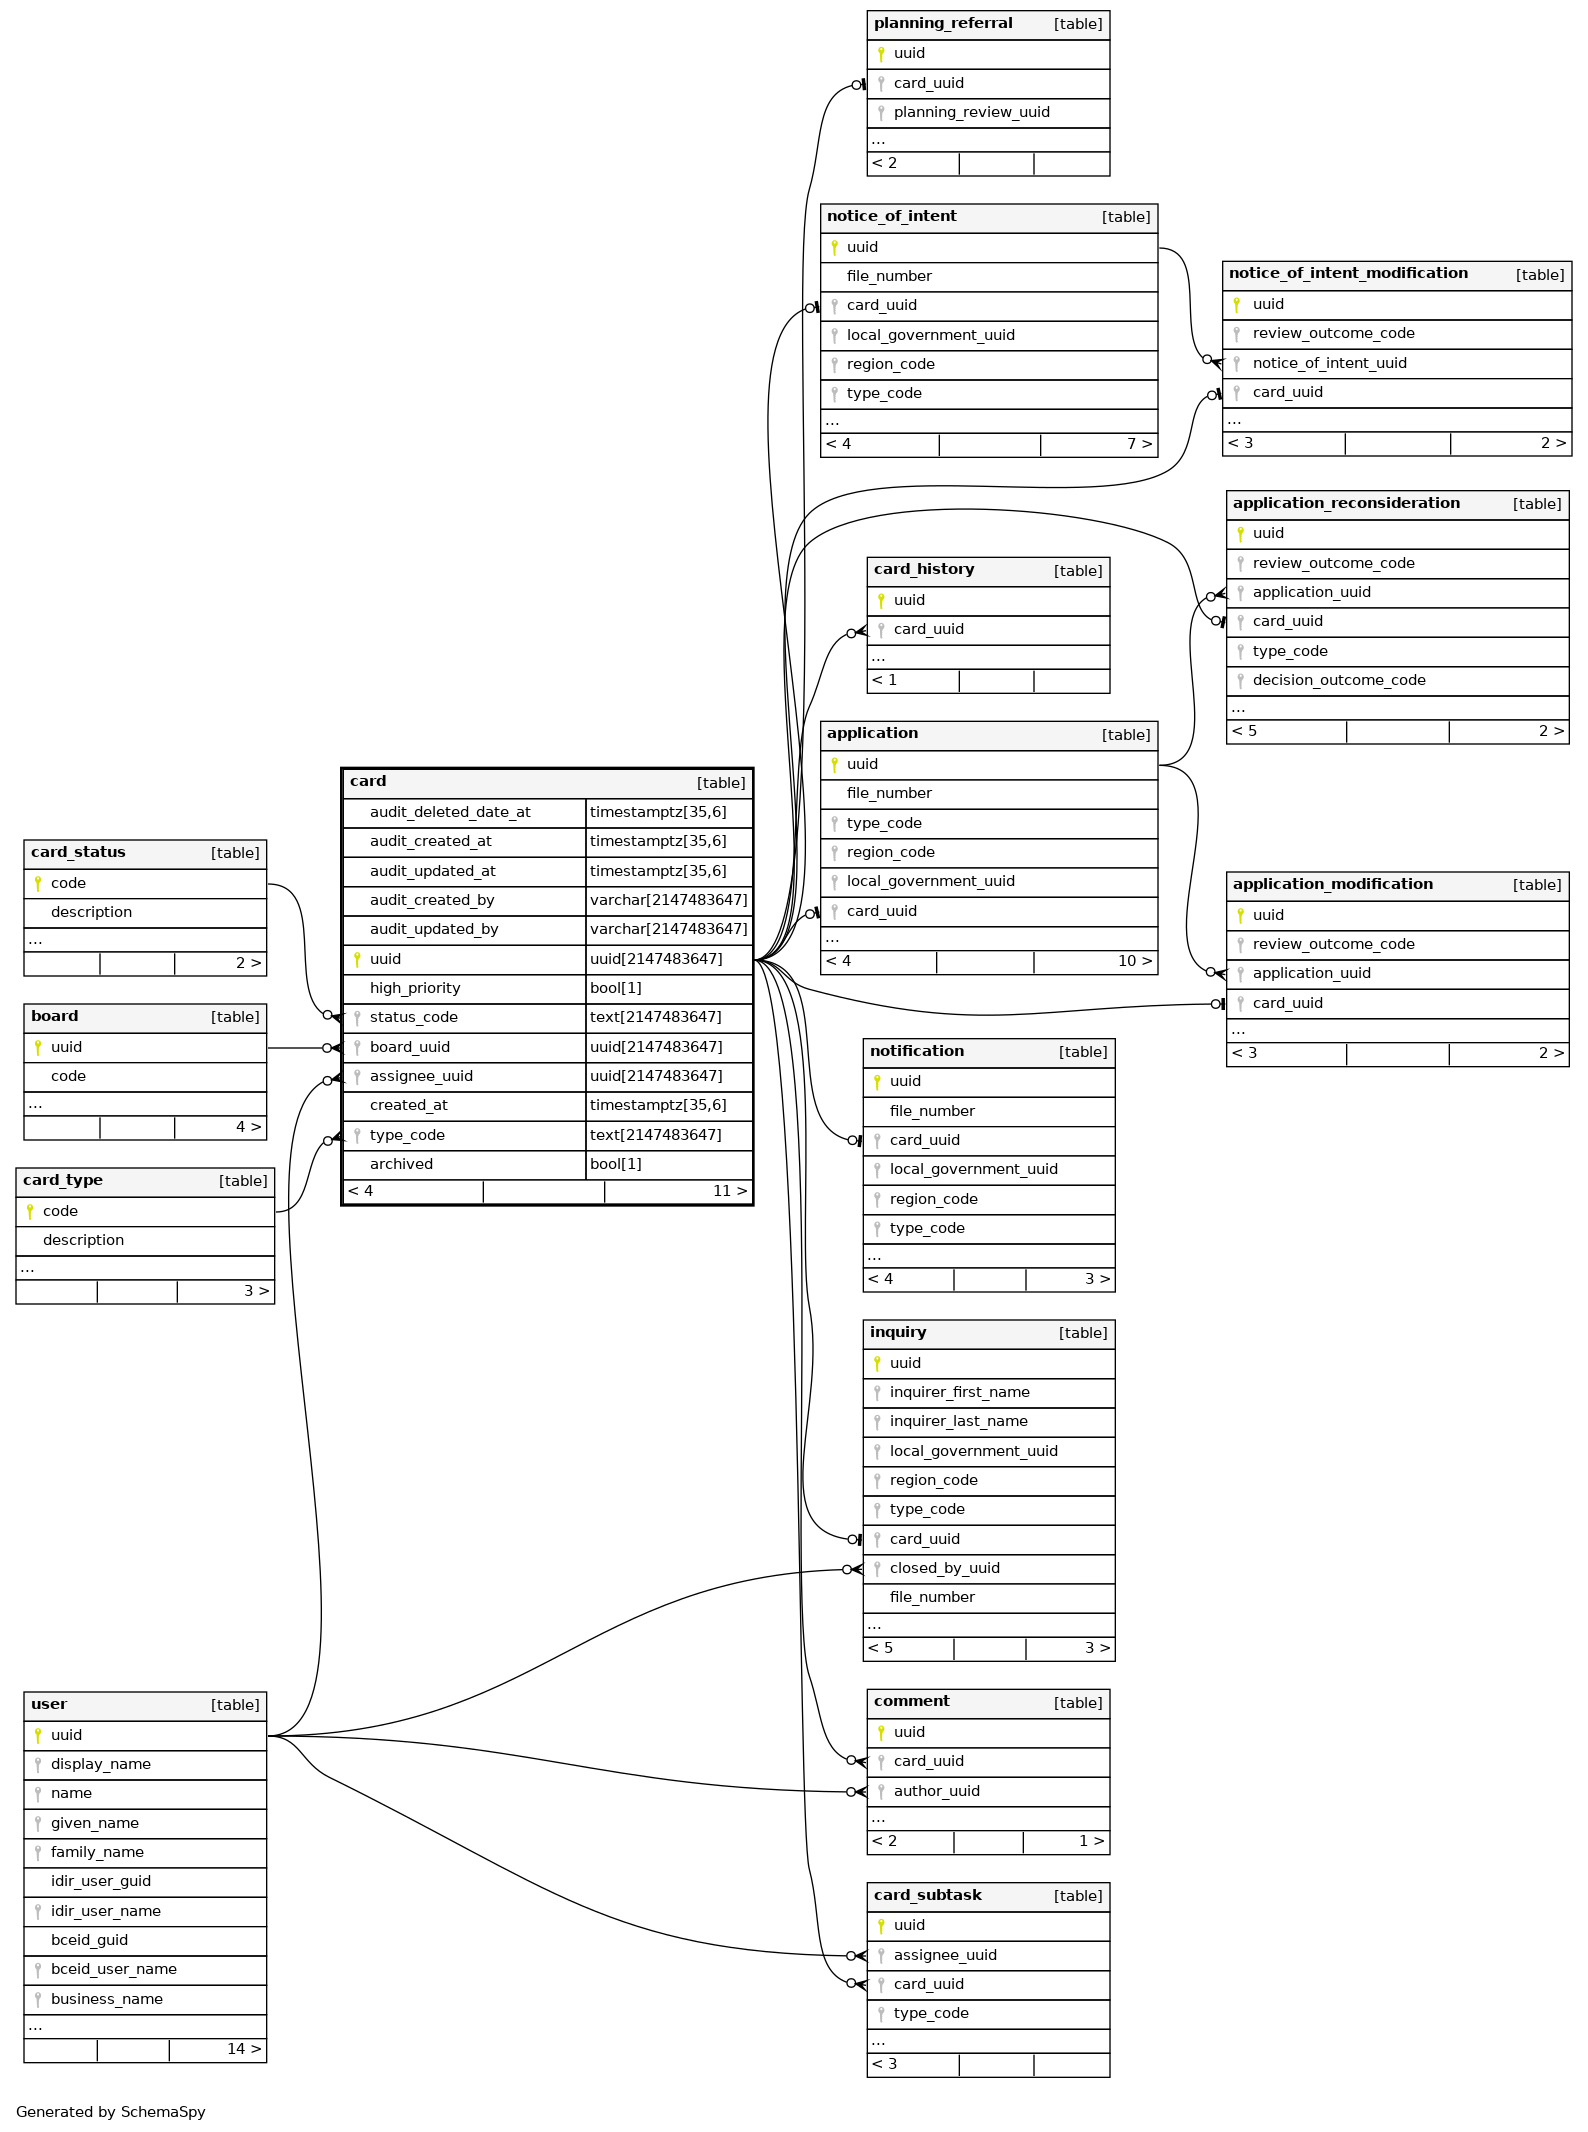 planning_referral [table]
uuid
card_uuid
planning_review_uuid
...
< 2
notice_of_intent [table]
uuid
file_number
card_uuid
local_government_uuid
region_code
type_code
...
< 4 7 >
notice_of_intent_modification [table]
uuid
review_outcome_code
notice_of_intent_uuid
card_uuid
...
< 3 2 >
application_reconsideration [table]
uuid
review_outcome_code
application_uuid
card_uuid
type_code
decision_outcome_code
...
< 5 2 >
card_history [table]
uuid
card_uuid
...
< 1
application [table]
uuid
file_number
type_code
region_code
local_government_uuid
card_uuid
...
< 4 10 >
card [table]
audit_deleted_date_at timestamptz[35,6]
audit_created_at timestamptz[35,6]
audit_updated_at timestamptz[35,6]
audit_created_by varchar[2147483647]
audit_updated_by varchar[2147483647]
uuid uuid[2147483647]
high_priority bool[1]
status_code text[2147483647]
board_uuid uuid[2147483647]
assignee_uuid uuid[2147483647]
created_at timestamptz[35,6]
type_code text[2147483647]
archived bool[1]
< 4 11 >
card_status [table]
code
description
...
2 >
board [table]
uuid
code
...
4 >
card_type [table]
code
description
...
3 >
application_modification [table]
uuid
review_outcome_code
application_uuid
card_uuid
...
< 3 2 >
notification [table]
uuid
file_number
card_uuid
local_government_uuid
region_code
type_code
...
< 4 3 >
inquiry [table]
uuid
inquirer_first_name
inquirer_last_name
local_government_uuid
region_code
type_code
card_uuid
closed_by_uuid
file_number
...
< 5 3 >
user [table]
uuid
display_name
name
given_name
family_name
idir_user_guid
idir_user_name
bceid_guid
bceid_user_name
business_name
...
14 >
comment [table]
uuid
card_uuid
author_uuid
...
< 2 1 >
card_subtask [table]
uuid
assignee_uuid
card_uuid
type_code
...
< 3
Generated by SchemaSpy